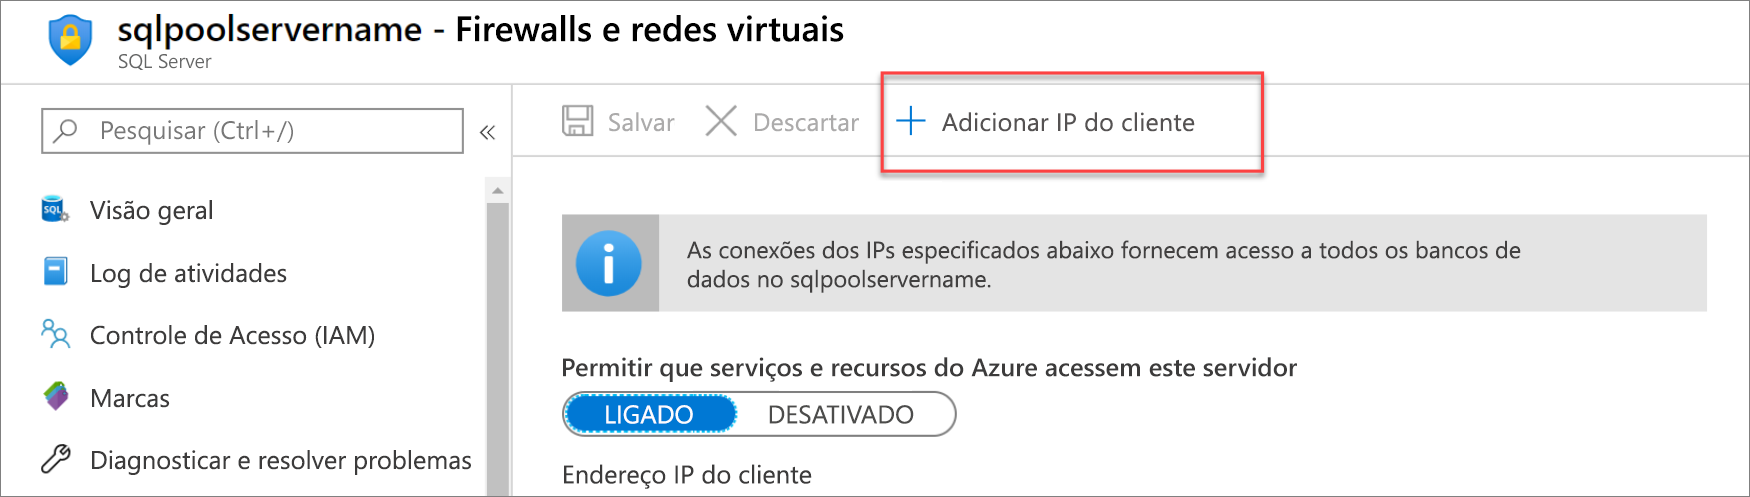 sqlpoolservername - Firewalls e redes virtuais
SQL Server
Pesquisar (Ctrl+/)
«
Salvar
Descartar
Adicionar IP do cliente
SQL
Visão geral
Log de atividades
Controle de Acesso (IAM)
Marcas
Diagnosticar e resolver problemas
As conexões dos IPs especificados abaixo fornecem acesso a todos os bancos de
dados no sqlpoolservername.
Permitir que serviços e recursos do Azure acessem este servidor
LIGADO DESATIVADO
Endereço IP do cliente